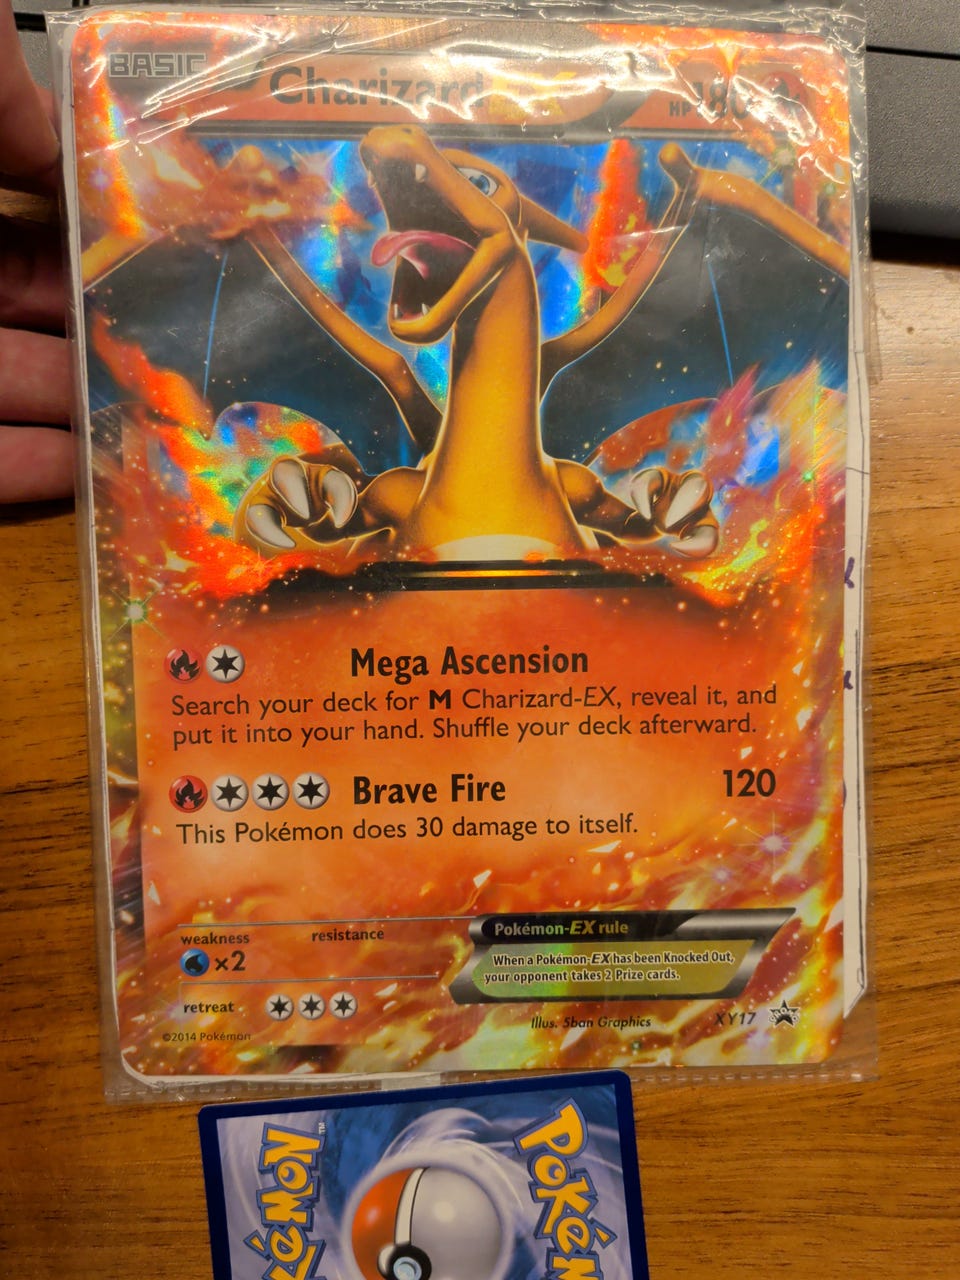 BASIC
Charizard EX
HP 180
Mega Ascension
Search your deck for M Charizard-EX, reveal it, and
put it into your hand. Shuffle your deck afterward.
Brave Fire 120
This Pokémon does 30 damage to itself.
weakness resistance
×2
retreat
Pokémon-EX rule
When a Pokémon-EX has been Knocked Out,
your opponent takes 2 Prize cards.
©2014 Pokémon
Illus. 5ban Graphics
XY17
POKÉMON™
POKÉM